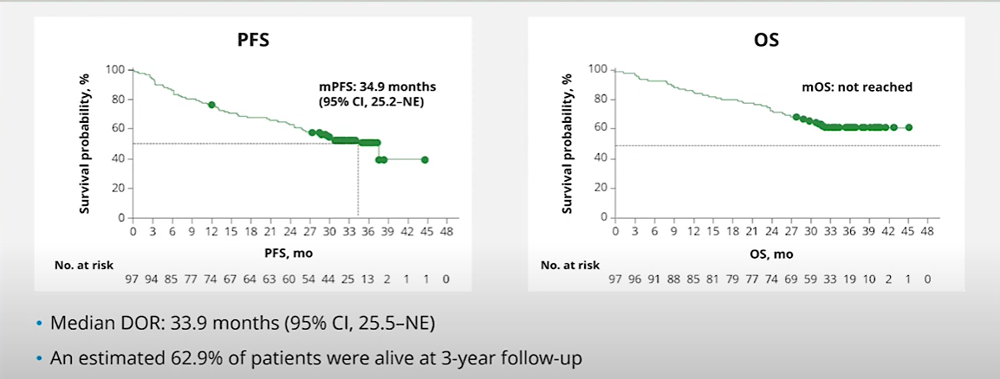 PFS
Survival probability, %
100
80
60
40
20
0
mPFS: 34.9 months
(95% CI, 25.2–NE)
0 3 6 9 12 15 18 21 24 27 30 33 36 39 42 45 48
PFS, mo
No. at risk
97 94 85 77 74 67 64 63 60 54 44 25 13 2 1 1 0
OS
Survival probability, %
100
80
60
40
20
0
mOS: not reached
0 3 6 9 12 15 18 21 24 27 30 33 36 39 42 45 48
OS, mo
No. at risk
97 96 91 88 85 81 79 77 74 69 59 33 19 10 2 1 0
• Median DOR: 33.9 months (95% CI, 25.5–NE)
• An estimated 62.9% of patients were alive at 3-year follow-up